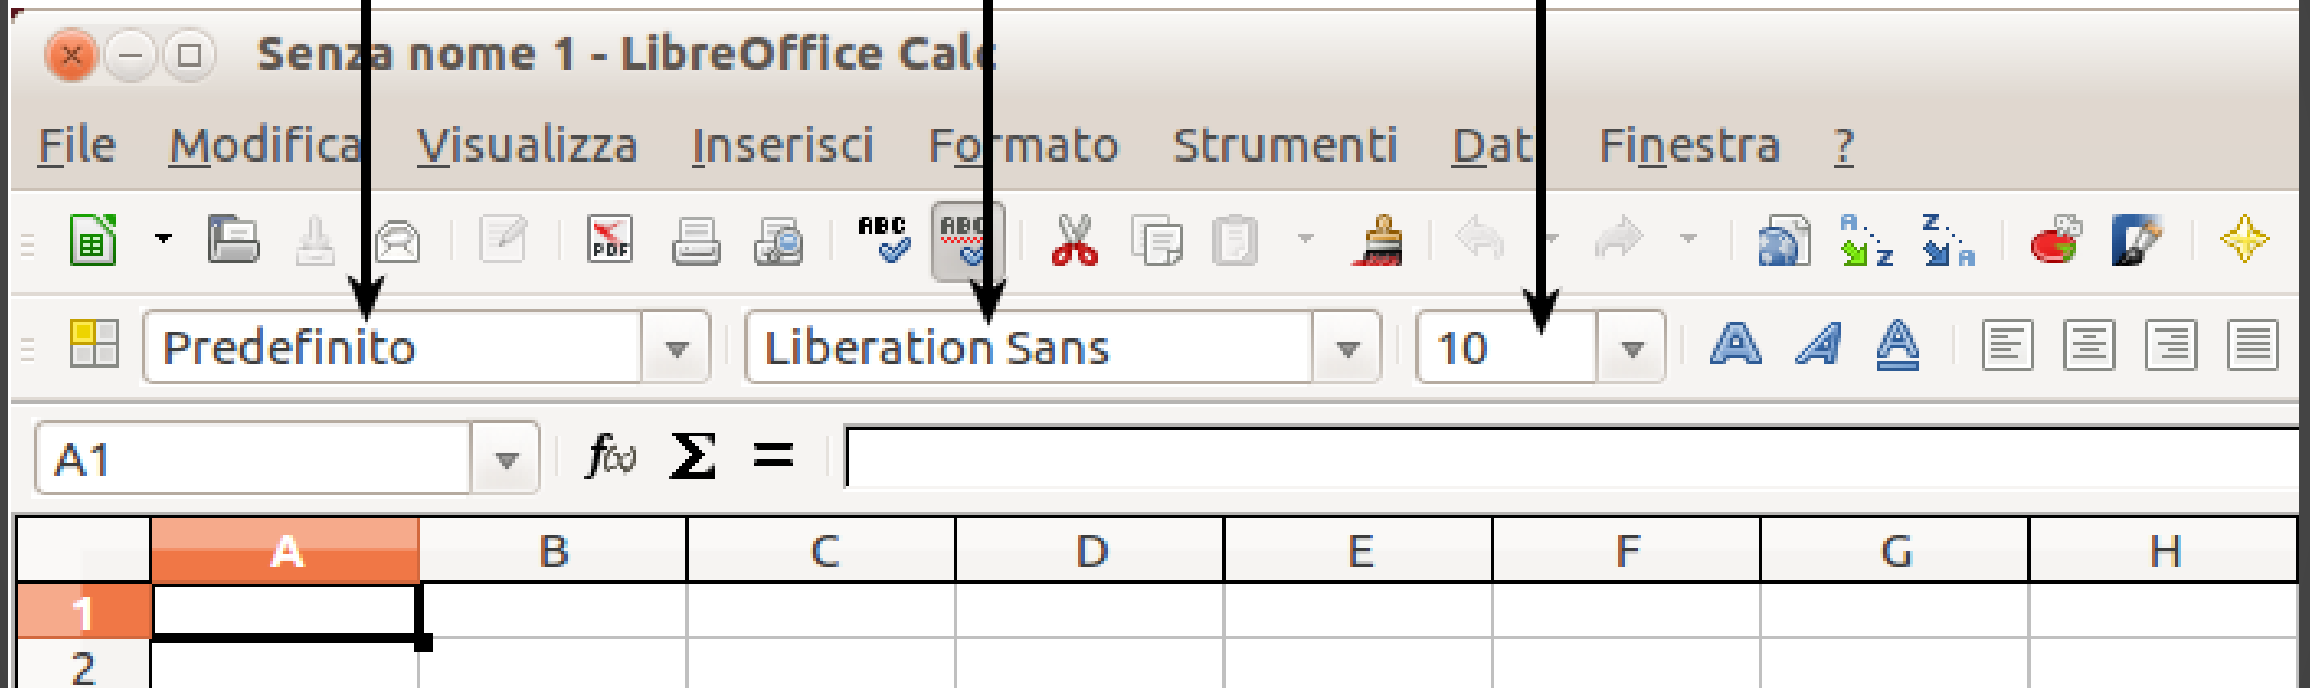 Senza nome 1 - LibreOffice Calc
File Modifica Visualizza Inserisci Formato Strumenti Dati Finestra ?
PDF ABC ABC A Z Z A
Predefinito Liberation Sans 10 A A A
A1 f(x) Σ =
A B C D E F G H
1
2